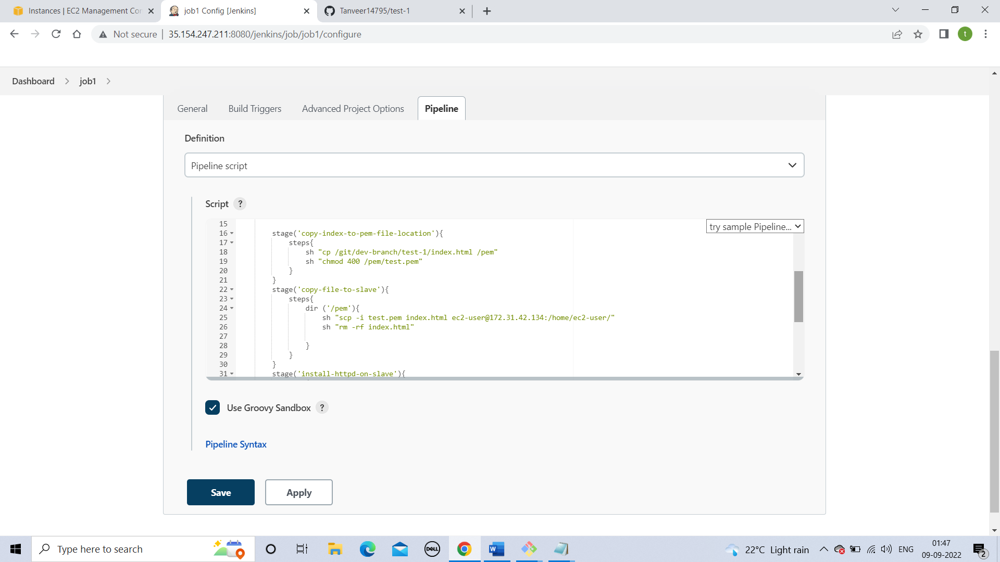 Instances | EC2 Management Con
job1 Config [Jenkins]
Tanveer14795/test-1
Not secure
35.154.247.211:8080/jenkins/job/job1/configure
t
Dashboard
job1
General
Build Triggers
Advanced Project Options
Pipeline
Definition
Pipeline script
Script ?
try sample Pipeline...
15
16 stage('copy-index-to-pem-file-location'){
17 steps{
18 sh "cp /git/dev-branch/test-1/index.html /pem"
19 sh "chmod 400 /pem/test.pem"
20 }
21 }
22 stage('copy-file-to-slave'){
23 steps{
24 dir ('/pem'){
25 sh "scp -i test.pem index.html ec2-user@172.31.42.134:/home/ec2-user/"
26 sh "rm -rf index.html"
27
28 }
29 }
30 }
31 stage('install-httpd-on-slave'){
Use Groovy Sandbox ?
Pipeline Syntax
Save
Apply
Type here to search
DELL
W
22°C Light rain
ENG
01:47
09-09-2022
2